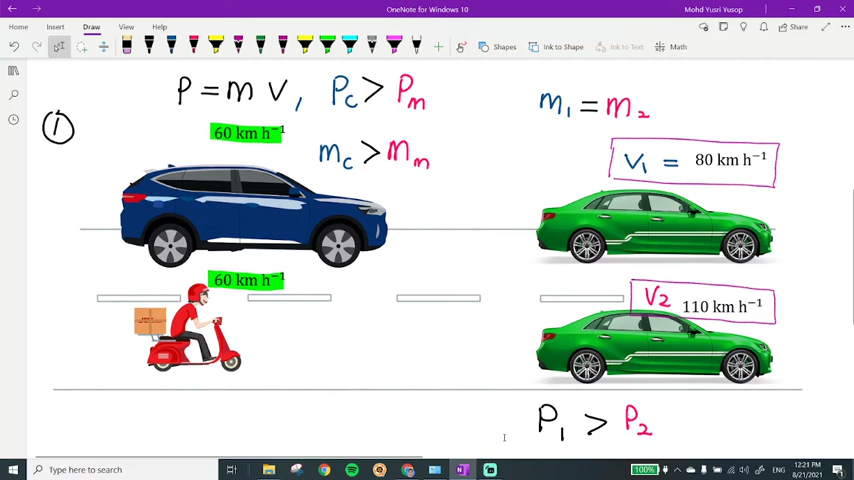 OneNote for Windows 10
Mohd Yusri Yusop
Home Insert Draw View Help
Share
Shapes Ink to Shape Ink to Text Math
P = m v, Pc > Pm
m1 = m2
1
60 km h⁻¹
mc > mm
v1 = 80 km h⁻¹
60 km h⁻¹
v2 110 km h⁻¹
P1 > P2
Type here to search
100%
ENG
12:21 PM
8/21/2021